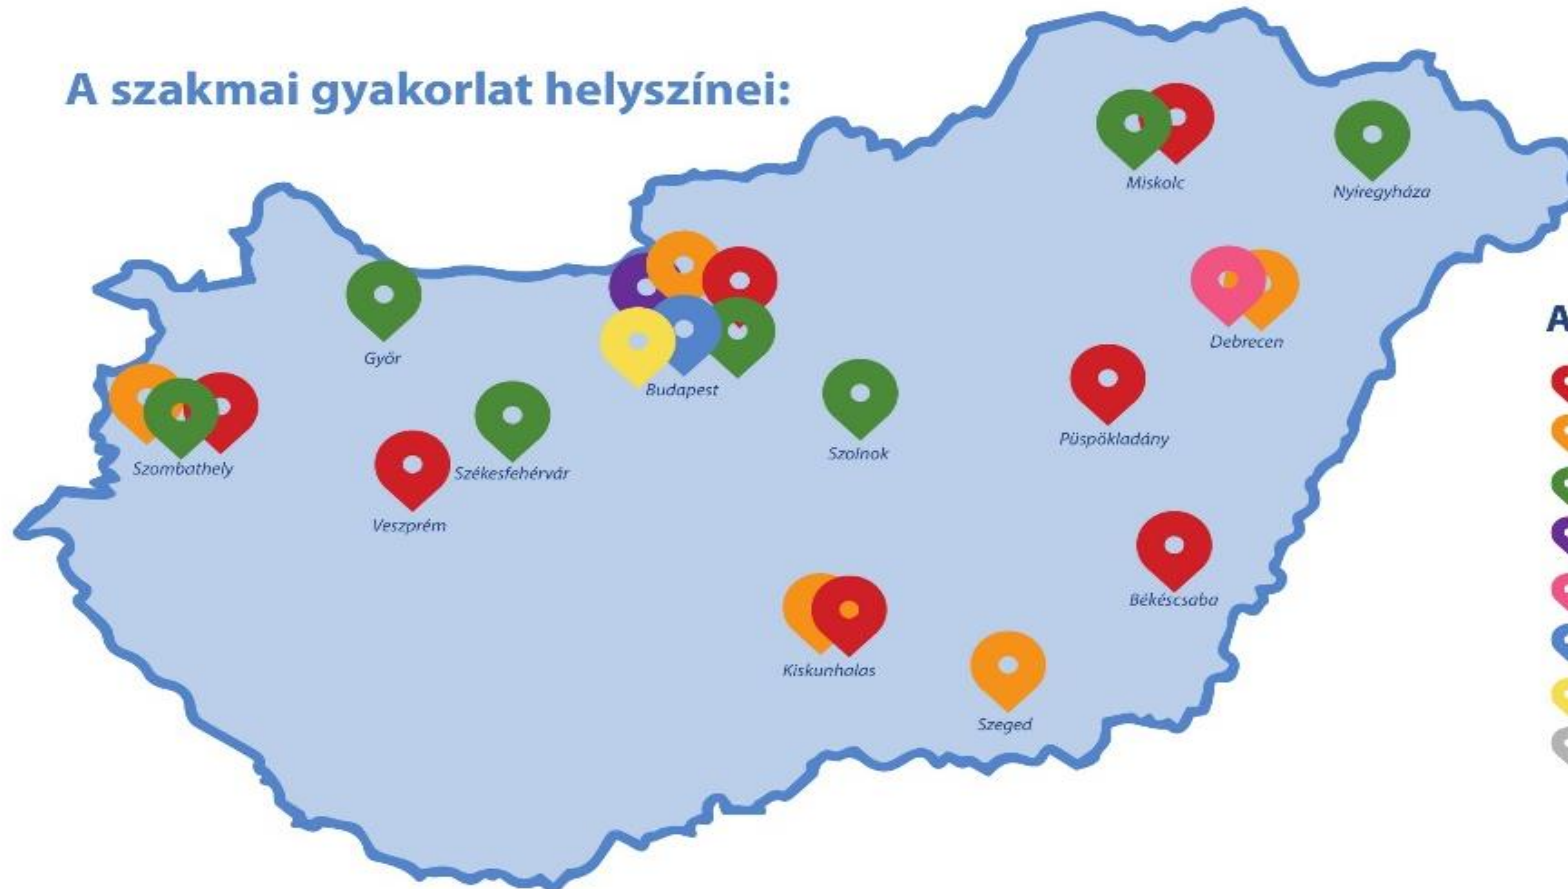 A szakmai gyakorlat helyszínei:
Miskolc
Nyíregyháza
Debrecen
Győr
Budapest
Szombathely
Székesfehérvár
Szolnok
Püspökladány
Veszprém
Békéscsaba
Kiskunhalas
Szeged
A